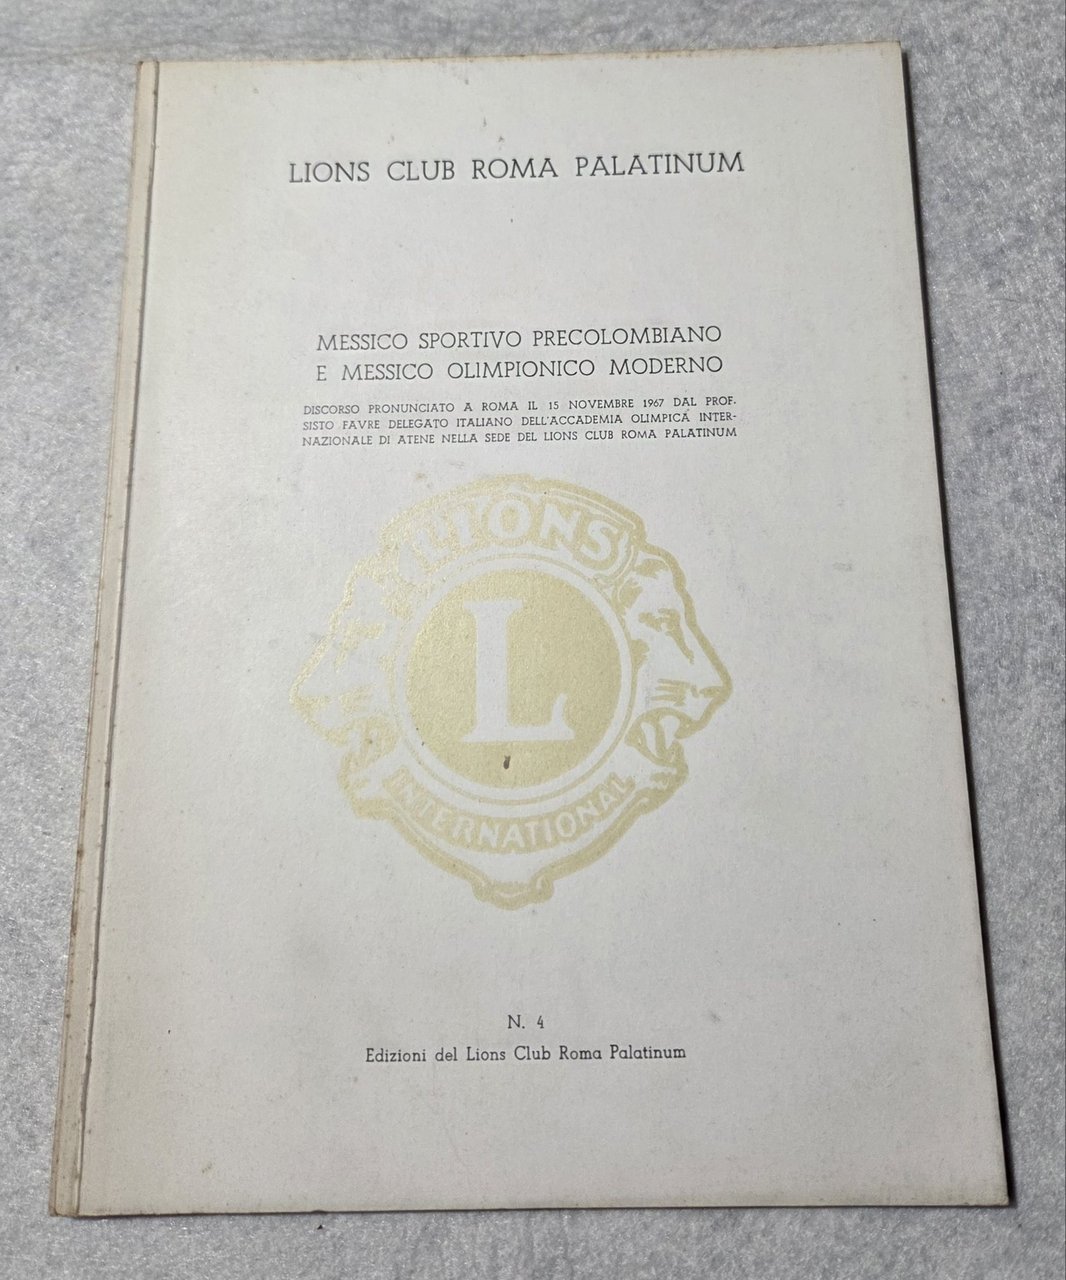 LIONS CLUB ROMA PALATINUM
MESSICO SPORTIVO PRECOLOMBIANO
E MESSICO OLIMPIONICO MODERNO
DISCORSO PRONUNCIATO A ROMA IL 15 NOVEMBRE 1967 DAL PROF.
SISTO FAVRE DELEGATO ITALIANO DELL'ACCADEMIA OLIMPICA INTER-
NAZIONALE DI ATENE NELLA SEDE DEL LIONS CLUB ROMA PALATINUM
LIONS
L
INTERNATIONAL
N. 4
Edizioni del Lions Club Roma Palatinum